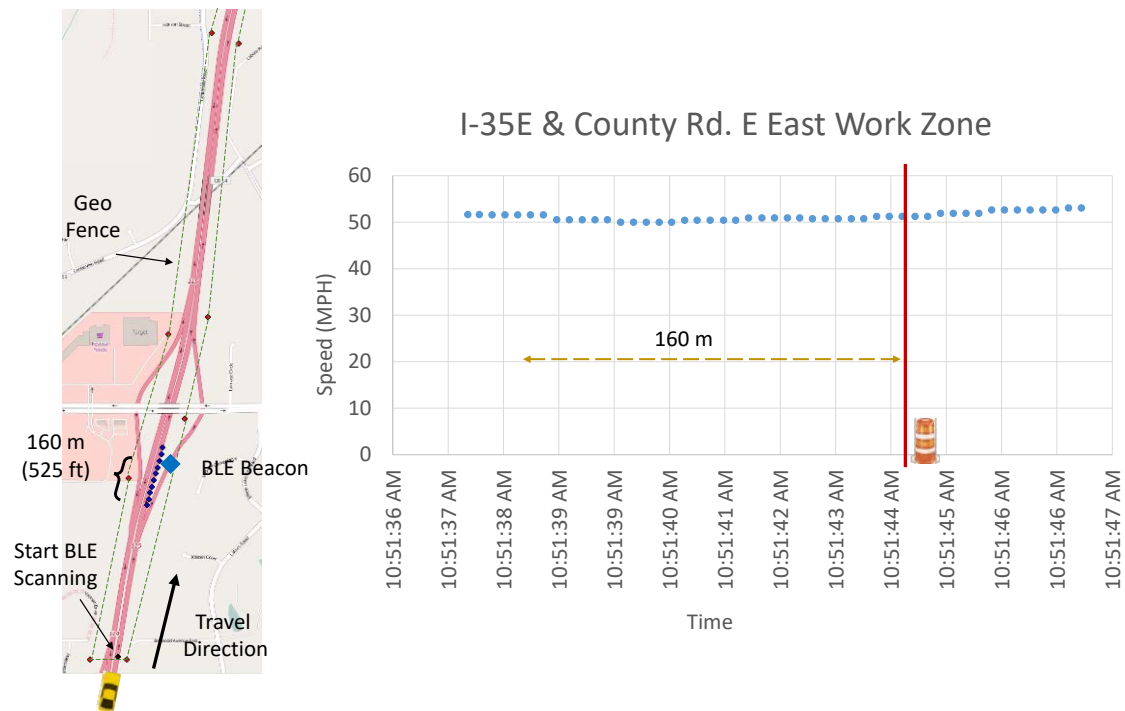 Geo
Fence
Target
160 m
(525 ft)
BLE Beacon
Start BLE
Scanning
Travel
Direction
I-35E & County Rd. E East Work Zone
Speed (MPH)
60
50
40
30
20
10
0
160 m
10:51:36 AM
10:51:37 AM
10:51:38 AM
10:51:39 AM
10:51:39 AM
10:51:40 AM
10:51:41 AM
10:51:42 AM
10:51:43 AM
10:51:44 AM
10:51:45 AM
10:51:46 AM
10:51:46 AM
10:51:47 AM
Time